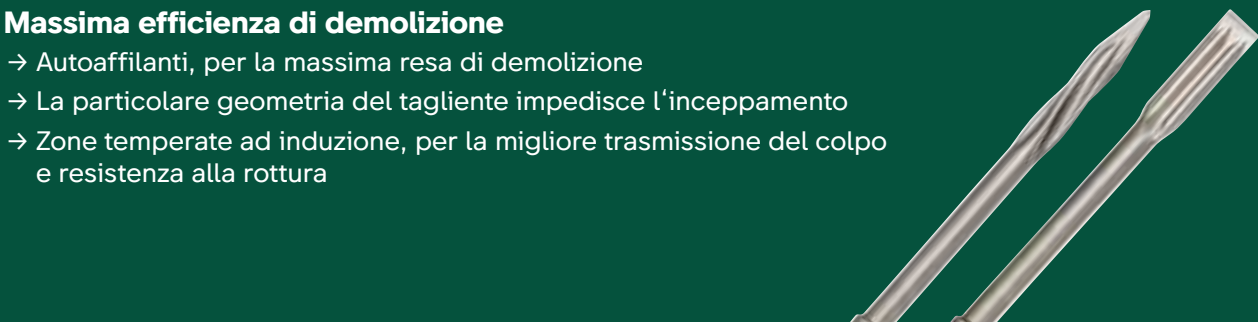 Massima efficienza di demolizione
→ Autoaffilanti, per la massima resa di demolizione
→ La particolare geometria del tagliente impedisce l‘inceppamento
→ Zone temperate ad induzione, per la migliore trasmissione del colpo
e resistenza alla rottura